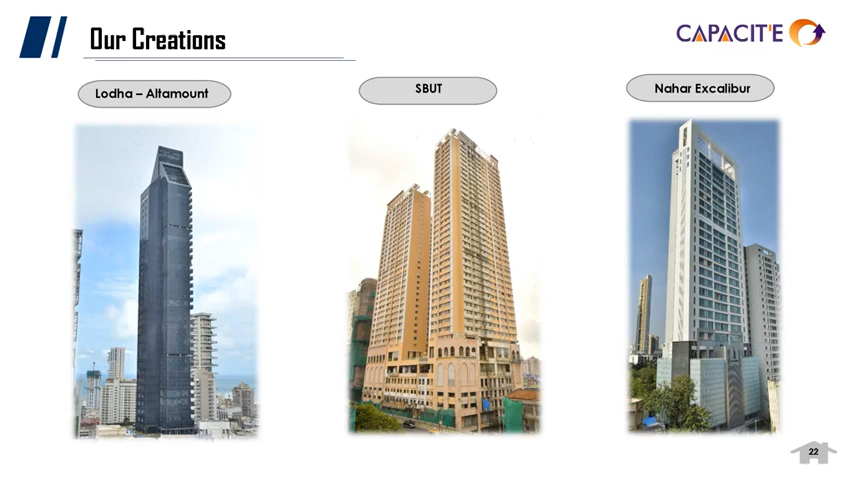 Our Creations
CAPACIT'E
Lodha – Altamount
SBUT
Nahar Excalibur
22